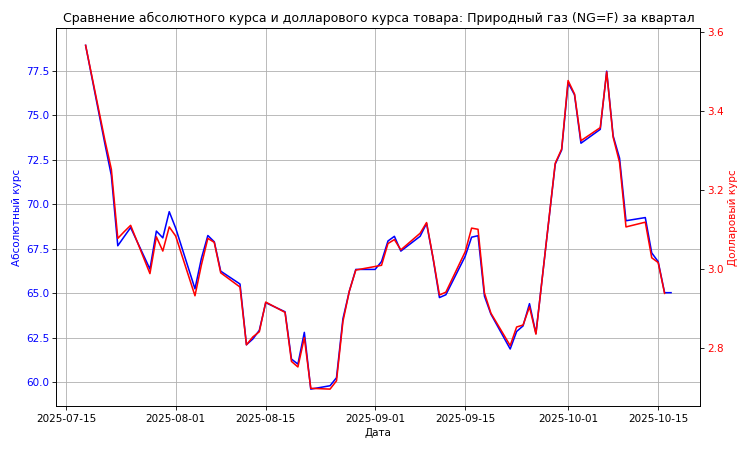 Сравнение абсолютного курса и долларового курса товара: Природный газ (NG=F) за квартал
Абсолютный курс
77.5
75.0
72.5
70.0
67.5
65.0
62.5
60.0
3.6
3.4
3.2
3.0
2.8
Долларовый курс
2025-07-15 2025-08-01 2025-08-15 2025-09-01 2025-09-15 2025-10-01 2025-10-15
Дата